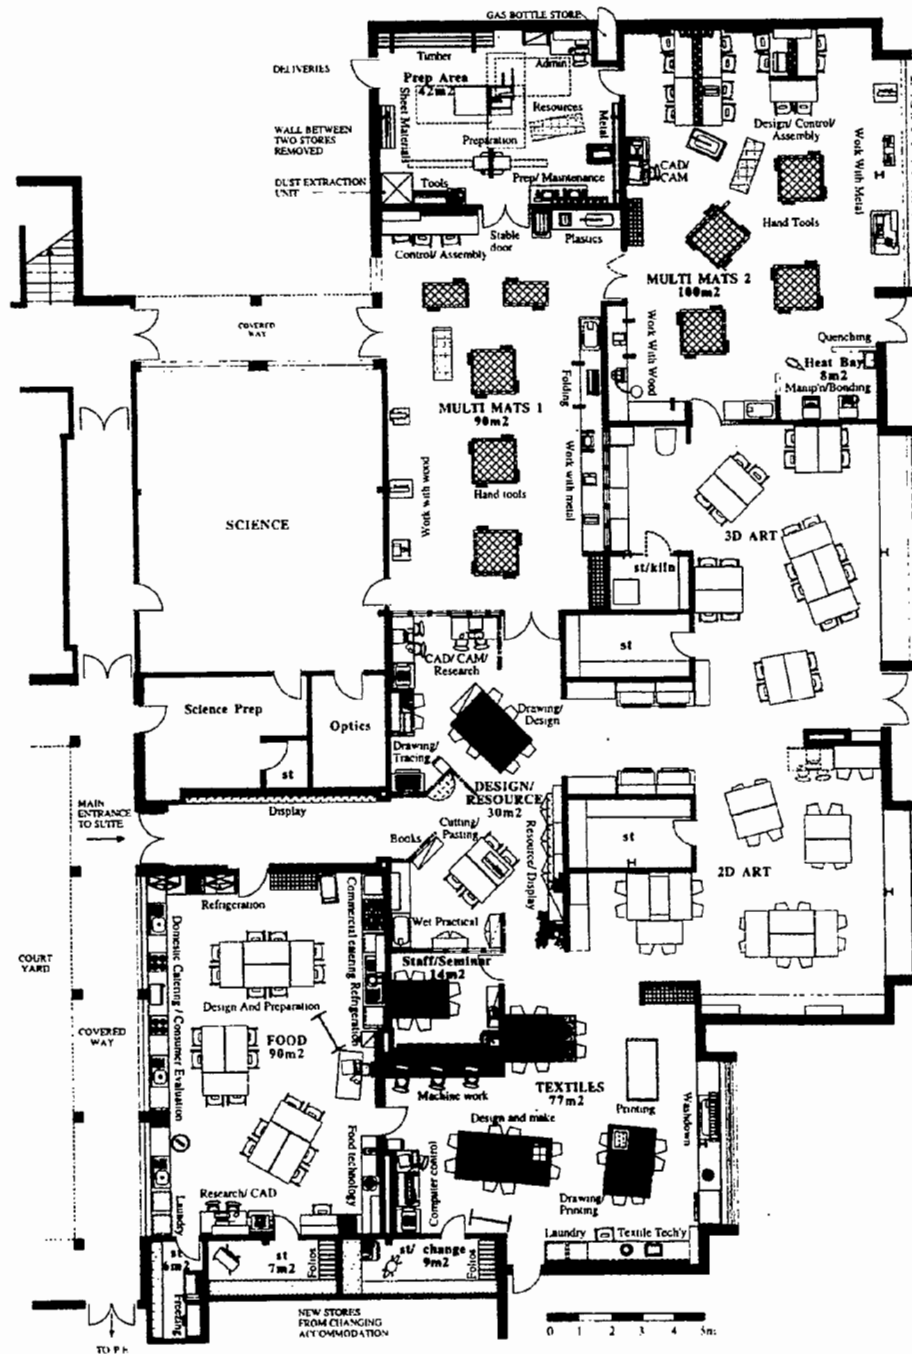 GAS BOTTLE STORE
DELIVERIES
WALL BETWEEN
TWO STORES
REMOVED
DUST EXTRACTION
UNIT
Timber
Prep Area
42m2
Admin
Sheet Materials
Resources
Metal
Preparation
Tools
Prep/ Maintenance
Control/ Assembly
Stable
door
Plastics
CAD/
CAM
Design/ Control/
Assembly
Work With Metal
Hand Tools
MULTI MATS 2
100m2
Quenching
Heat Bay
8m2
Manip'n/Bonding
Work With Wood
COVERED
WAY
MULTI MATS 1
90m2
Folding
Work with wood
Hand tools
Work with metal
SCIENCE
3D ART
st/kiln
st
CAD/ CAM/
Research
Drawing/
Design
Science Prep
Optics
st
Drawing/
Tracing
DESIGN/
RESOURCE
30m2
MAIN
ENTRANCE
TO SUITE
Display
Books
Cutting/
Pasting
Resource/ Display
st
2D ART
Refrigeration
Wet Practical
Commercial catering Refrigeration
Domestic Catering / Consumer Evaluation
Staff/Seminar
14m2
COURT
YARD
COVERED
WAY
Design And Preparation
FOOD
90m2
Machine work
TEXTILES
77m2
Printing
Washdown
Design and make
Food technology
Computer control
Drawing/
Printing
Laundry
Research/ CAD
Laundry
Textile Tech'y
st
6m2
st
7m2
Folios
st/ change
9m2
Folios
Freezing
NEW STORES
FROM CHANGING
ACCOMMODATION
TO P.E
0 1 2 3 4 5m